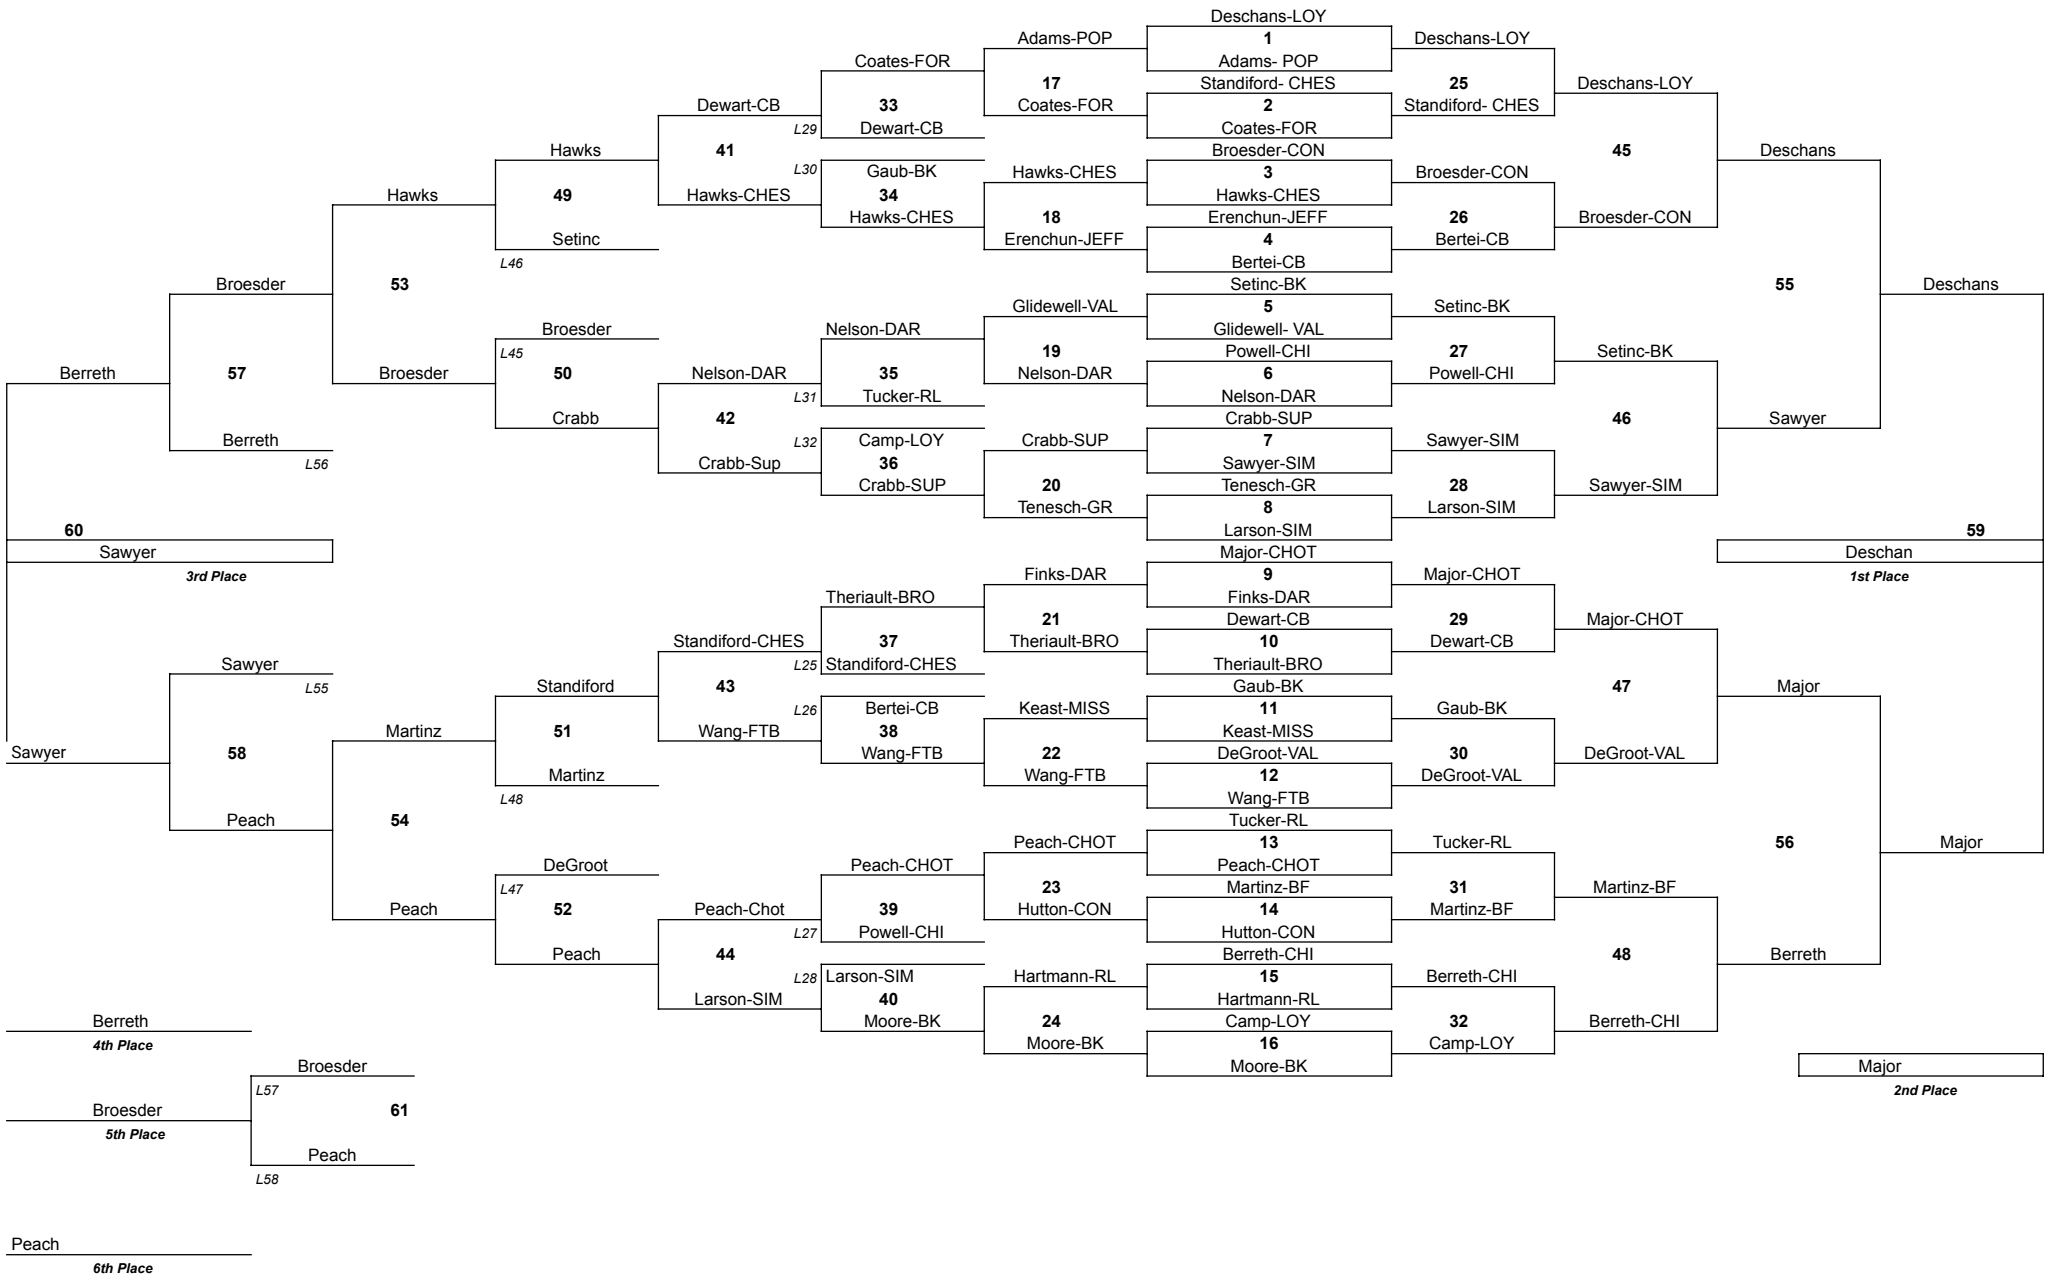 Deschans-LOY
Adams-POP
1
Deschans-LOY
Coates-FOR
Adams- POP
17
Standiford- CHES
25
Deschans-LOY
Dewart-CB
33
Coates-FOR
2
Standiford- CHES
L29
Dewart-CB
Coates-FOR
Hawks
41
Broesder-CON
45
Deschans
L30
Gaub-BK
Hawks-CHES
3
Broesder-CON
Hawks
49
Hawks-CHES
34
Hawks-CHES
Hawks-CHES
18
Erenchun-JEFF
26
Broesder-CON
Setinc
Erenchun-JEFF
4
Bertei-CB
L46
Bertei-CB
Broesder
53
Setinc-BK
55
Deschans
Glidewell-VAL
5
Setinc-BK
Broesder
Nelson-DAR
Glidewell- VAL
L45
19
Powell-CHI
27
Setinc-BK
Berreth
57
Broesder
50
Nelson-DAR
35
Nelson-DAR
6
Powell-CHI
L31
Tucker-RL
Nelson-DAR
Crabb
42
Crabb-SUP
46
Sawyer
Berreth
L32
Camp-LOY
Crabb-SUP
7
Sawyer-SIM
L56
Crabb-Sup
36
Sawyer-SIM
Crabb-SUP
20
Tenesch-GR
28
Sawyer-SIM
Tenesch-GR
8
Larson-SIM
60
Larson-SIM
59
Sawyer
Major-CHOT
Deschan
3rd Place
Finks-DAR
9
Major-CHOT
1st Place
Theriault-BRO
Finks-DAR
21
Dewart-CB
29
Major-CHOT
Standiford-CHES
37
Theriault-BRO
10
Dewart-CB
Sawyer
L25
Standiford-CHES
Theriault-BRO
L55
Standiford
43
Gaub-BK
47
Major
L26
Bertei-CB
Keast-MISS
11
Gaub-BK
Martinz
51
Wang-FTB
38
Keast-MISS
Sawyer
58
Wang-FTB
22
DeGroot-VAL
30
DeGroot-VAL
Martinz
Wang-FTB
12
DeGroot-VAL
L48
Wang-FTB
Peach
54
Tucker-RL
Peach-CHOT
13
Tucker-RL
56
Major
DeGroot
Peach-CHOT
Peach-CHOT
L47
23
Martinz-BF
31
Martinz-BF
Peach
52
Peach-Chot
39
Hutton-CON
14
Martinz-BF
L27
Powell-CHI
Hutton-CON
Peach
44
Berreth-CHI
48
Berreth
L28
Larson-SIM
Hartmann-RL
15
Berreth-CHI
Larson-SIM
40
Hartmann-RL
Berreth
Moore-BK
24
Camp-LOY
32
Berreth-CHI
4th Place
Moore-BK
16
Camp-LOY
Broesder
Moore-BK
Major
L57
2nd Place
Broesder
61
5th Place
Peach
L58
Peach
6th Place